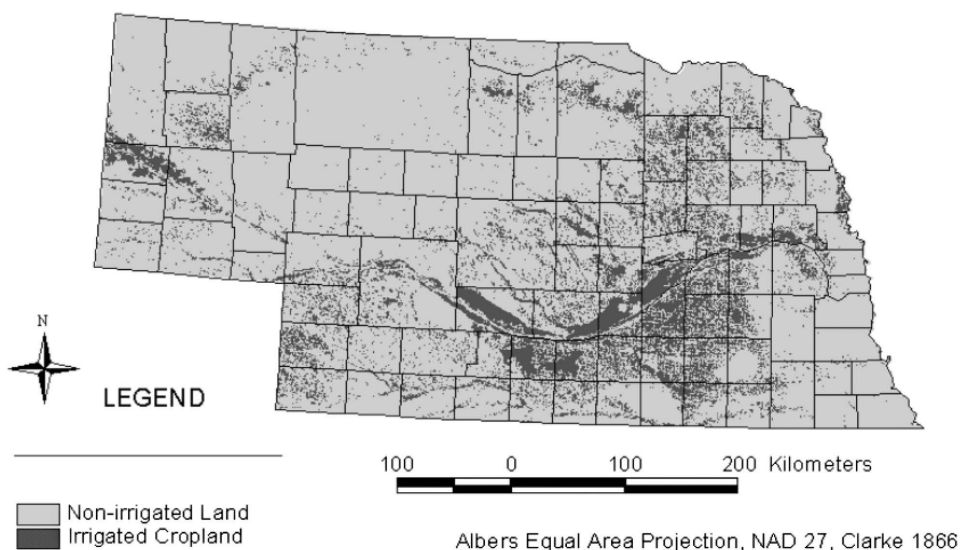 N
LEGEND
100 0 100 200 Kilometers
Non-irrigated Land
Irrigated Cropland
Albers Equal Area Projection, NAD 27, Clarke 1866